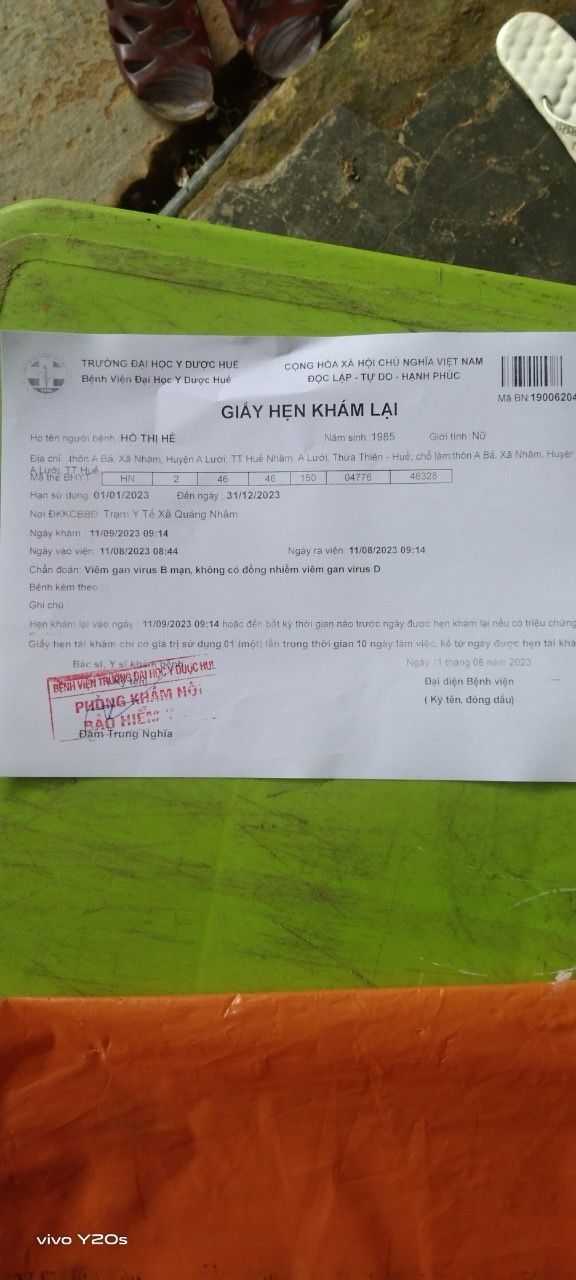 TRƯỜNG ĐẠI HỌC Y DƯỢC HUẾ
Bệnh Viện Đại Học Y Dược Huế
CỘNG HÒA XÃ HỘI CHỦ NGHĨA VIỆT NAM
ĐỘC LẬP - TỰ DO - HẠNH PHÚC
Mã BN 19006204
GIẤY HẸN KHÁM LẠI
Họ tên người bệnh: HỒ THỊ HÊ Năm sinh: 1985 Giới tính: Nữ
Địa chỉ: thôn A Bả, Xã Nhâm, Huyện A Lưới, TT Huế Nhâm, A Lưới, Thừa Thiên - Huế, chỗ làm thôn A Bả, Xã Nhâm, Huyện
A Lưới, TT Huế
Mã thẻ BHYT HN 2 46 46 150 04776 46328
Hạn sử dụng: 01/01/2023 Đến ngày: 31/12/2023
Nơi ĐKKCBBĐ: Trạm Y Tế Xã Quảng Nhâm
Ngày khám: 11/09/2023 09:14
Ngày vào viện: 11/08/2023 08:44 Ngày ra viện: 11/08/2023 09:14
Chẩn đoán: Viêm gan virus B mạn, không có đồng nhiễm viêm gan virus D
Bệnh kèm theo:
Ghi chú:
Hẹn khám lại vào ngày: 11/09/2023 09:14 hoặc đến bất kỳ thời gian nào trước ngày được hẹn khám lại nếu có triệu chứng
Giấy hẹn tái khám chỉ có giá trị sử dụng 01 (một) lần trong thời gian 10 ngày làm việc, kể từ ngày được hẹn tái khá
Bác sĩ, Y sĩ khám bệnh
BỆNH VIỆN TRƯỜNG ĐẠI HỌC Y DƯỢC HUẾ
PHÒNG KHÁM NỘI
BẢO HIỂM Y
Đàm Trung Nghĩa
Ngày 11 tháng 08 năm 2023
Đại diện Bệnh viện
( Ký tên, đóng dấu)
vivo Y20s